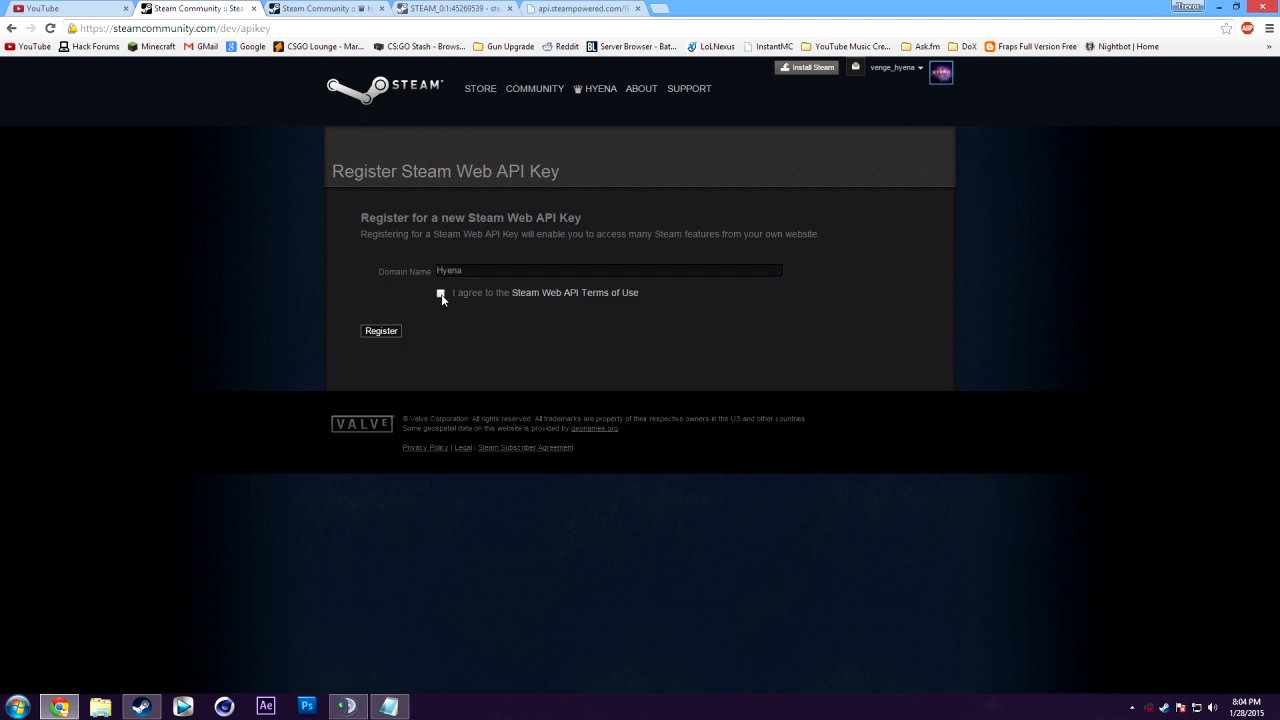 YouTube
Steam Community :: Stea
Steam Community :: ♛ hy
STEAM_0:1:45269539 - ste
api.steampowered.com/IE
Trevor
https://steamcommunity.com/dev/apikey
YouTube
Hack Forums
Minecraft
GMail
Google
CSGO Lounge - Mar...
CS:GO Stash - Brows...
Gun Upgrade
Reddit
Server Browser - Bat...
LoLNexus
InstantMC
YouTube Music Cre...
Ask.fm
DoX
Fraps Full Version Free
Nightbot | Home
»
Install Steam
venge_hyena
STEAM
STORE COMMUNITY ♛ HYENA ABOUT SUPPORT
Register Steam Web API Key
Register for a new Steam Web API Key
Registering for a Steam Web API Key will enable you to access many Steam features from your own website.
Domain Name Hyena
I agree to the Steam Web API Terms of Use
Register
VALVE
© Valve Corporation. All rights reserved. All trademarks are property of their respective owners in the US and other countries.
Some geospatial data on this website is provided by geonames.org
Privacy Policy | Legal | Steam Subscriber Agreement
Ae
Ps
8:04 PM
1/28/2015